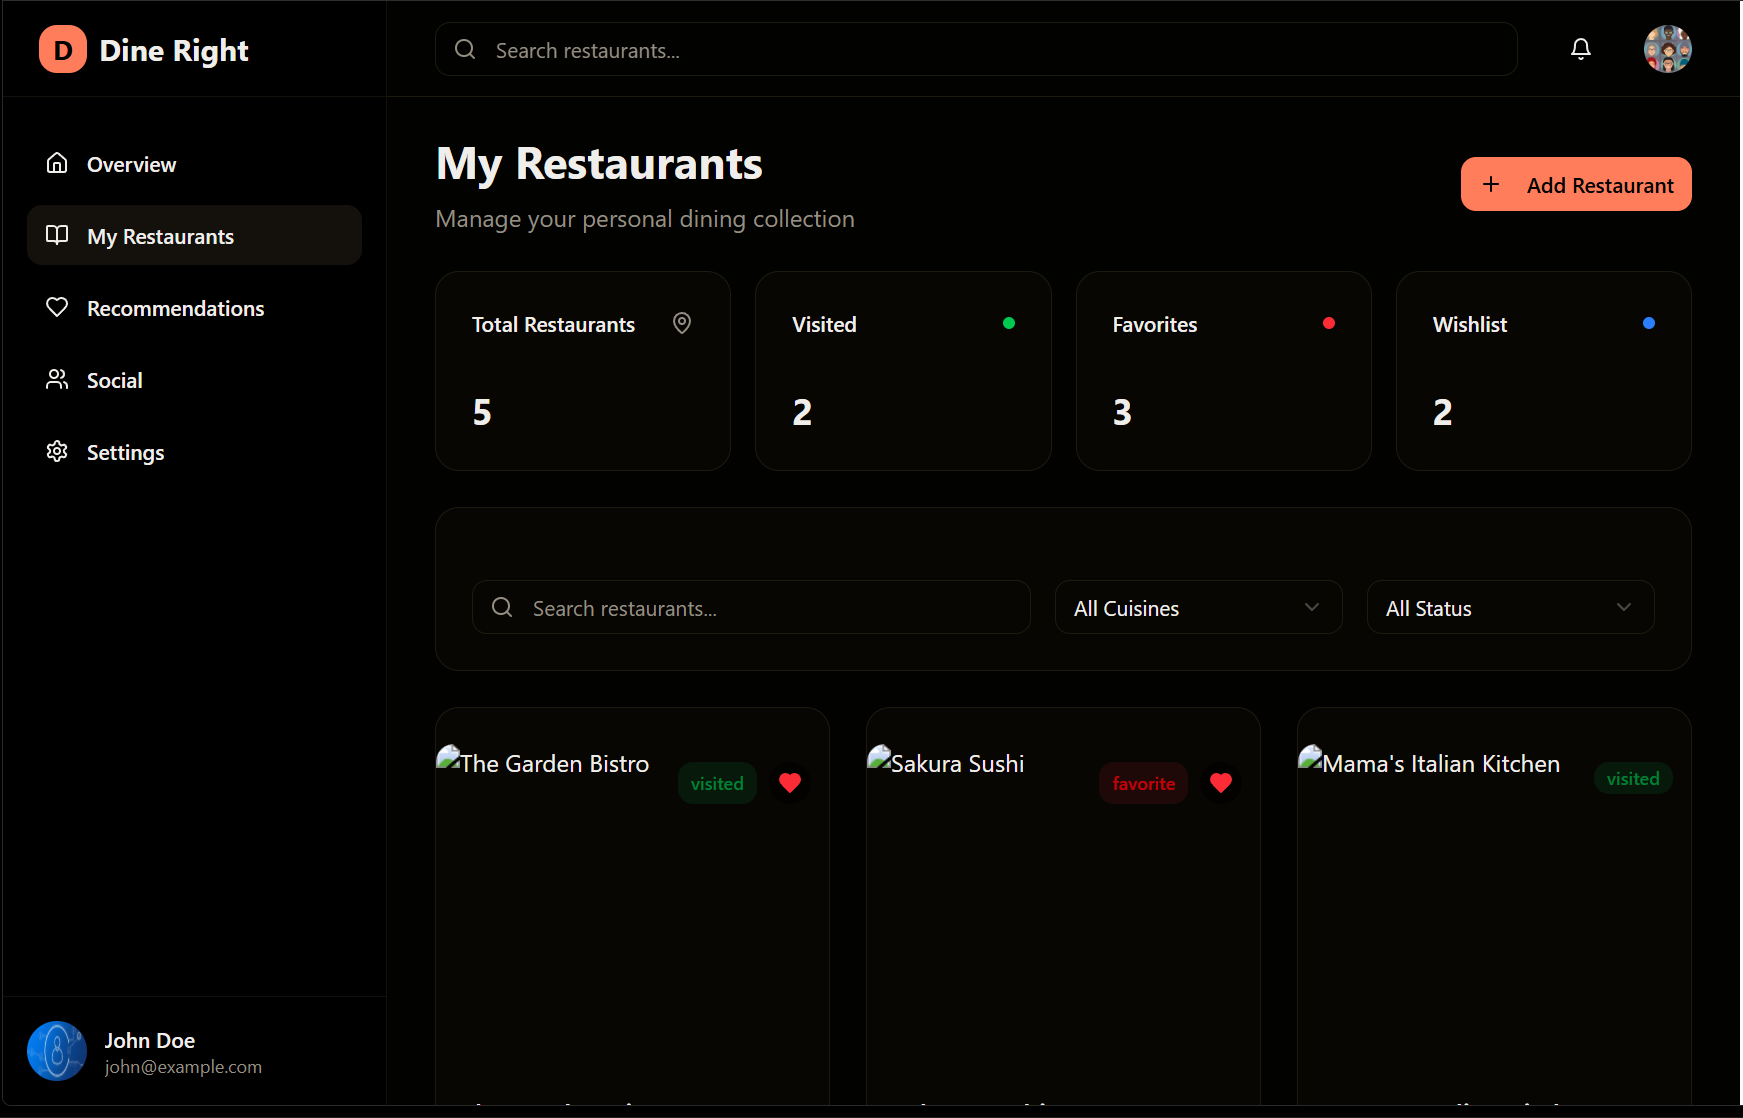 D Dine Right
Search restaurants...
Overview
My Restaurants
Recommendations
Social
Settings
John Doe
john@example.com
My Restaurants
Manage your personal dining collection
Add Restaurant
Total Restaurants
5
Visited
2
Favorites
3
Wishlist
2
Search restaurants...
All Cuisines
All Status
The Garden Bistro
visited
Sakura Sushi
favorite
Mama's Italian Kitchen
visited